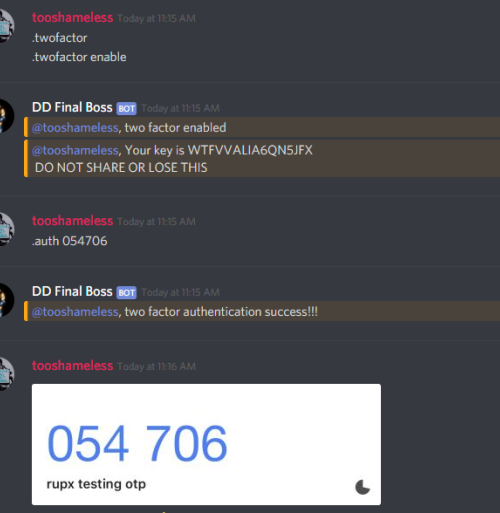 tooshameless Today at 11:15 AM
.twofactor
.twofactor enable
DD Final Boss BOT Today at 11:15 AM
@tooshameless, two factor enabled
@tooshameless, Your key is WTFVVALIA6QN5JFX
DO NOT SHARE OR LOSE THIS
tooshameless Today at 11:15 AM
.auth 054706
DD Final Boss BOT Today at 11:15 AM
@tooshameless, two factor authentication success!!!
tooshameless Today at 11:16 AM
054 706
rupx testing otp